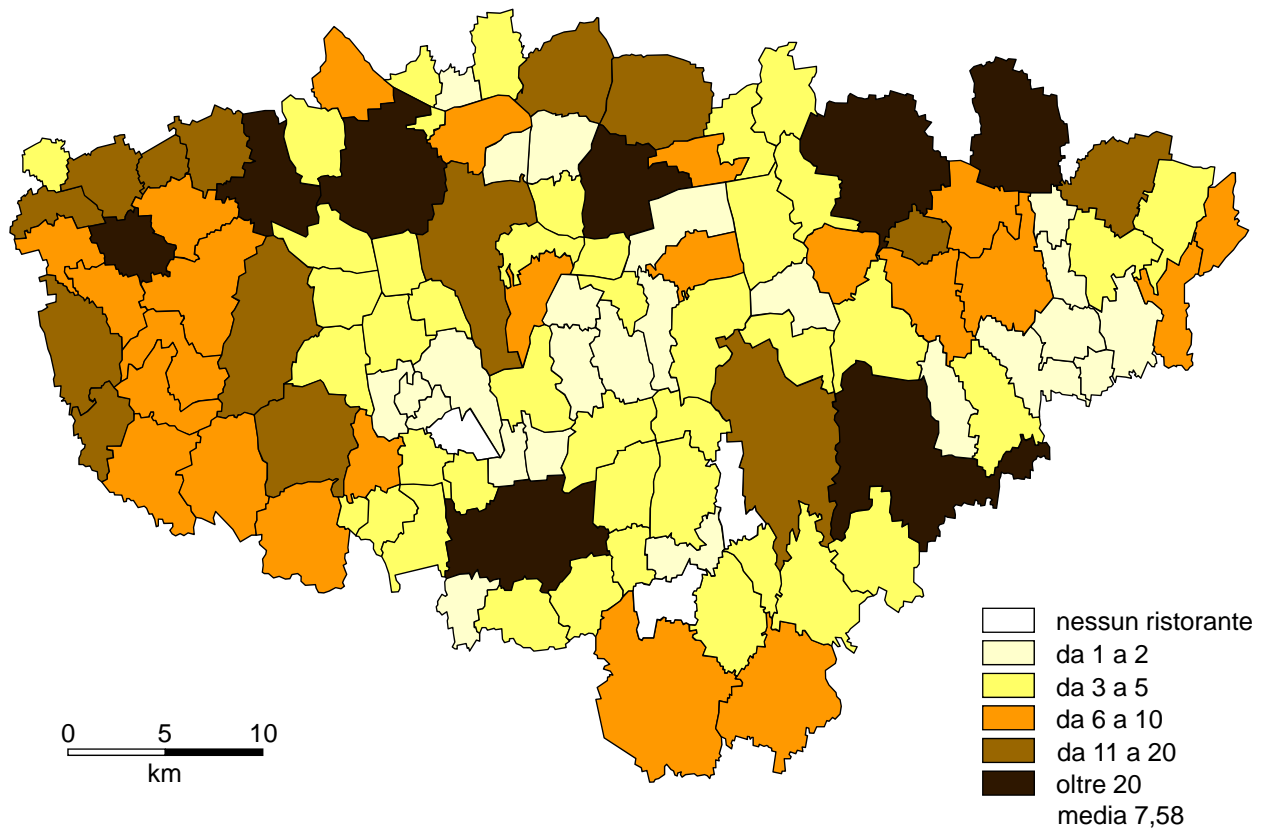 nessun ristorante
da 1 a 2
da 3 a 5
da 6 a 10
da 11 a 20
oltre 20
media 7,58
0 5 10
km